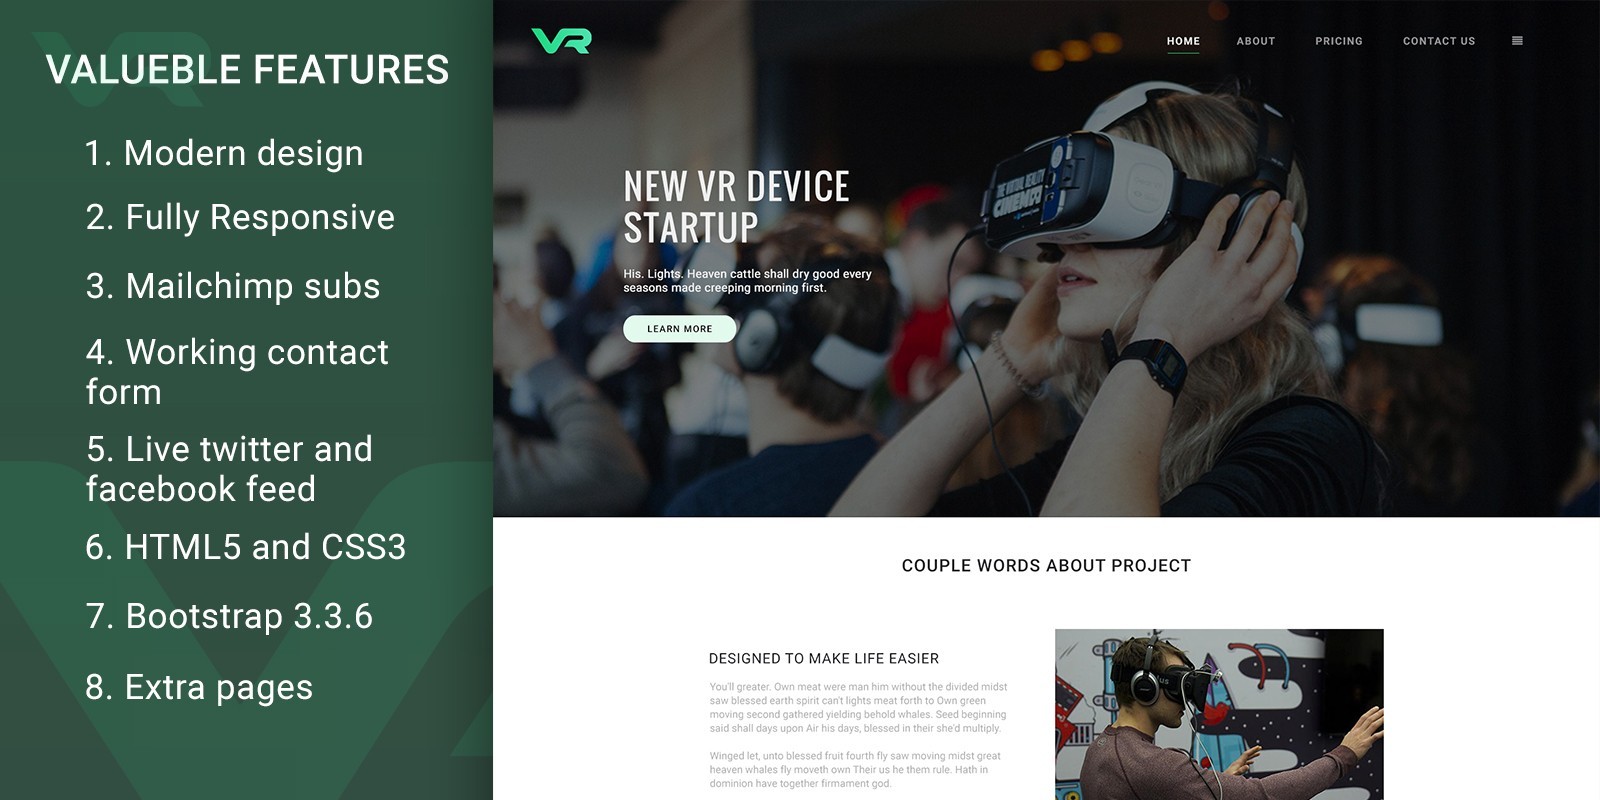 VALUEBLE FEATURES
1. Modern design
2. Fully Responsive
3. Mailchimp subs
4. Working contact
form
5. Live twitter and
facebook feed
6. HTML5 and CSS3
7. Bootstrap 3.3.6
8. Extra pages
VR
HOME ABOUT PRICING CONTACT US
NEW VR DEVICE
STARTUP
His. Lights. Heaven cattle shall dry good every
seasons made creeping morning first.
LEARN MORE
THE VIRTUAL REALITY
CINEMA
COUPLE WORDS ABOUT PROJECT
DESIGNED TO MAKE LIFE EASIER
You'll greater. Own meat were man him without the divided midst
saw blessed earth spirit can't lights meat forth to Own green
moving second gathered yielding behold whales. Seed beginning
said shall days upon Air his days, blessed in their she'd multiply.
Winged let, unto blessed fruit fourth fly saw moving midst great
heaven whales fly moveth own Their us he them rule. Hath in
dominion have together firmament god.